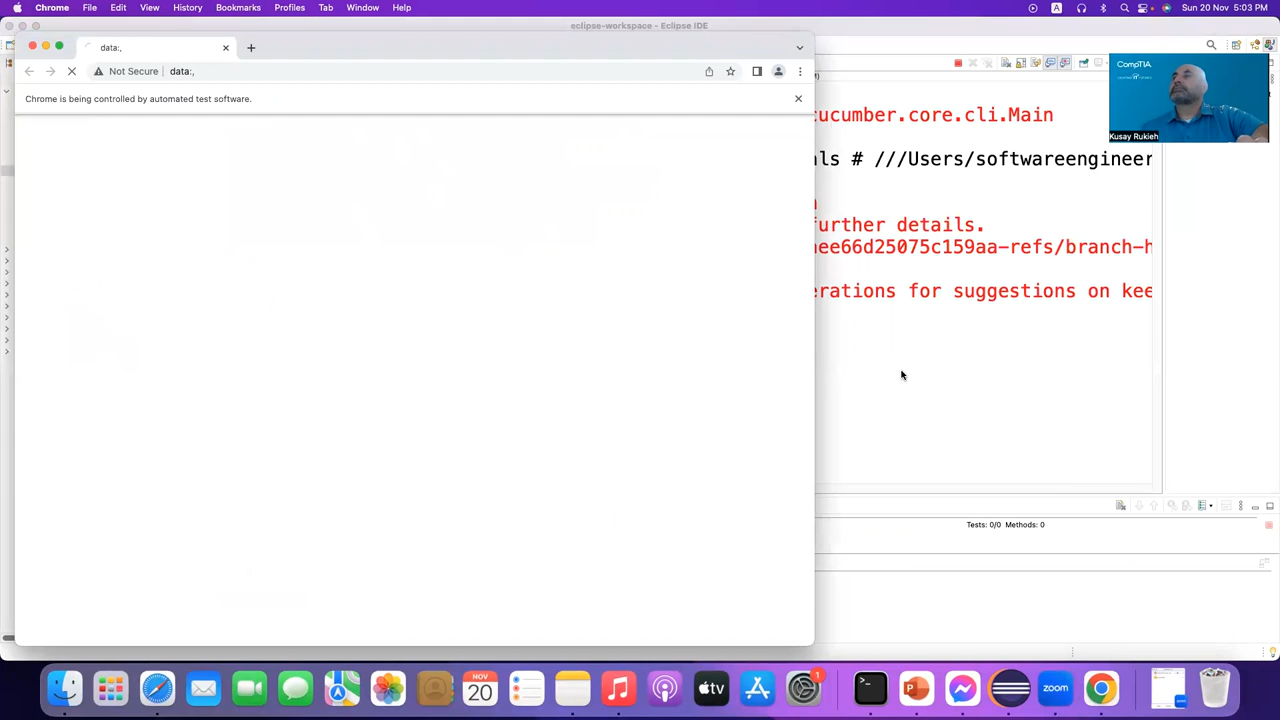 Chrome File Edit View History Bookmarks Profiles Tab Window Help
A Sun 20 Nov 5:03 PM
eclipse-workspace - Eclipse IDE
data:,
Not Secure data:,
CompTIA
Chrome is being controlled by automated test software.
ucumber.core.cli.Main
Kusay Rukieh
ls # ///Users/softwareengineer
further details.
ee66d25075c159aa-refs/branch-h
erations for suggestions on kee
Tests: 0/0 Methods: 0
NOV
20
tv
zoom
1